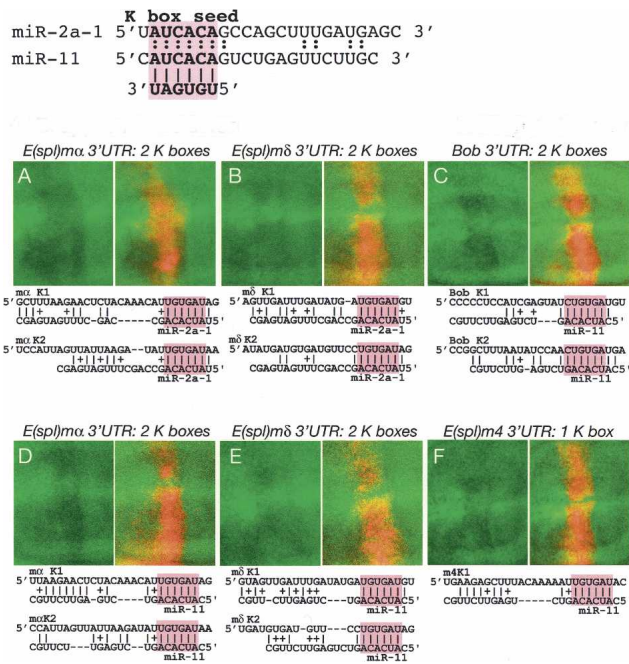 K box seed
miR-2a-1 5'UAUCACAGCCAGCUUUGAUGAGC 3'
miR-11 5'CAUCACAGUCUGAGUUCUUGC 3'
3'UAGUGU5'
E(spl)mα 3'UTR: 2 K boxes
E(spl)mδ 3'UTR: 2 K boxes
Bob 3'UTR: 2 K boxes
A
B
C
mα K1
5'GCUUUAAGAACUCUACAAACAUUGUGAUAG
CGAGUAGUUUC-GAC----CGACACUAU5'
miR-2a-1
mα K2
5'UCCAUUAGUUAUUAAGA--UAUUGUGAUAA
CGAGUAGUUUCGACCGACACUAU5'
miR-2a-1
mδ K1
5'AGUUGAUUUGAUAUG-AUGUGAUGU
CGAGUAGUUUCGACCGACACUAU5'
miR-2a-1
mδ K2
5'AUAUGAUGUGAUGUUCCUGUGAUAG
CGAGUAGUUUCGACCGACACUAU5'
miR-2a-1
Bob K1
5'CCCCCUCCAUCGAGUAUCUGUGAUGU
CGUUCUUGAGUCU---GACACUAC5'
miR-11
Bob K2
5'CCGGCUUUAAUAUCCAACUGUGAUGA
CGUUCUUG-AGUCUGACACUAC5'
miR-11
E(spl)mα 3'UTR: 2 K boxes
E(spl)mδ 3'UTR: 2 K boxes
E(spl)m4 3'UTR: 1 K box
D
E
F
mα K1
5'UUAAGAACUCUACAAACAUUGUGAUAG
CGUUCUUGA-GUC-----UGACACUAC5'
miR-11
mαK2
5'CCAUUAGUUAUUAAGAUAUUGUGAUAA
CGUUCU---UGAGUC--UGACACUAC5'
miR-11
mδ K1
5'GUAGUUGAUUUGAUAUGAUGUGAUGU
CGUU-CUUGAGUC---UGACACUAC5'
miR-11
mδ K2
5'UGAUGUGAU-GUU---CCUGUGAUAG
CGUUCUUGAGUCUGACACUAC5'
miR-11
m4K1
5'UGAAGAGCUUUACAAAAAUUGUGAUAC
CGUUCUUGAGU-----CUGACACUAC5'
miR-11